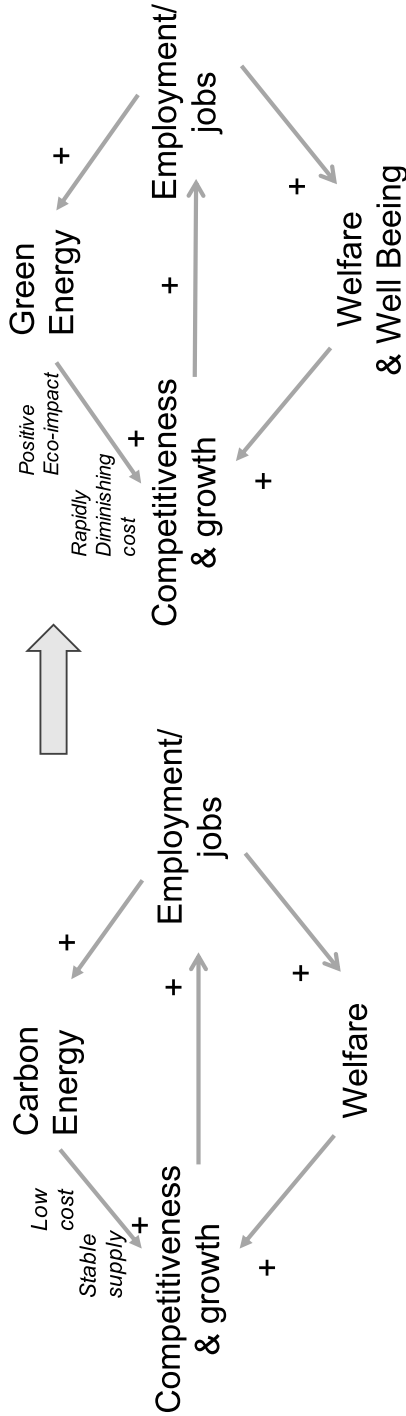 Carbon
Energy
Low
cost
Stable
supply
+
+
Competitiveness
& growth
+
Employment/
jobs
+
+
Welfare
Green
Energy
Positive
Eco-impact
Rapidly
Diminishing
cost
+
+
Competitiveness
& growth
+
Employment/
jobs
+
+
Welfare
& Well Beeing